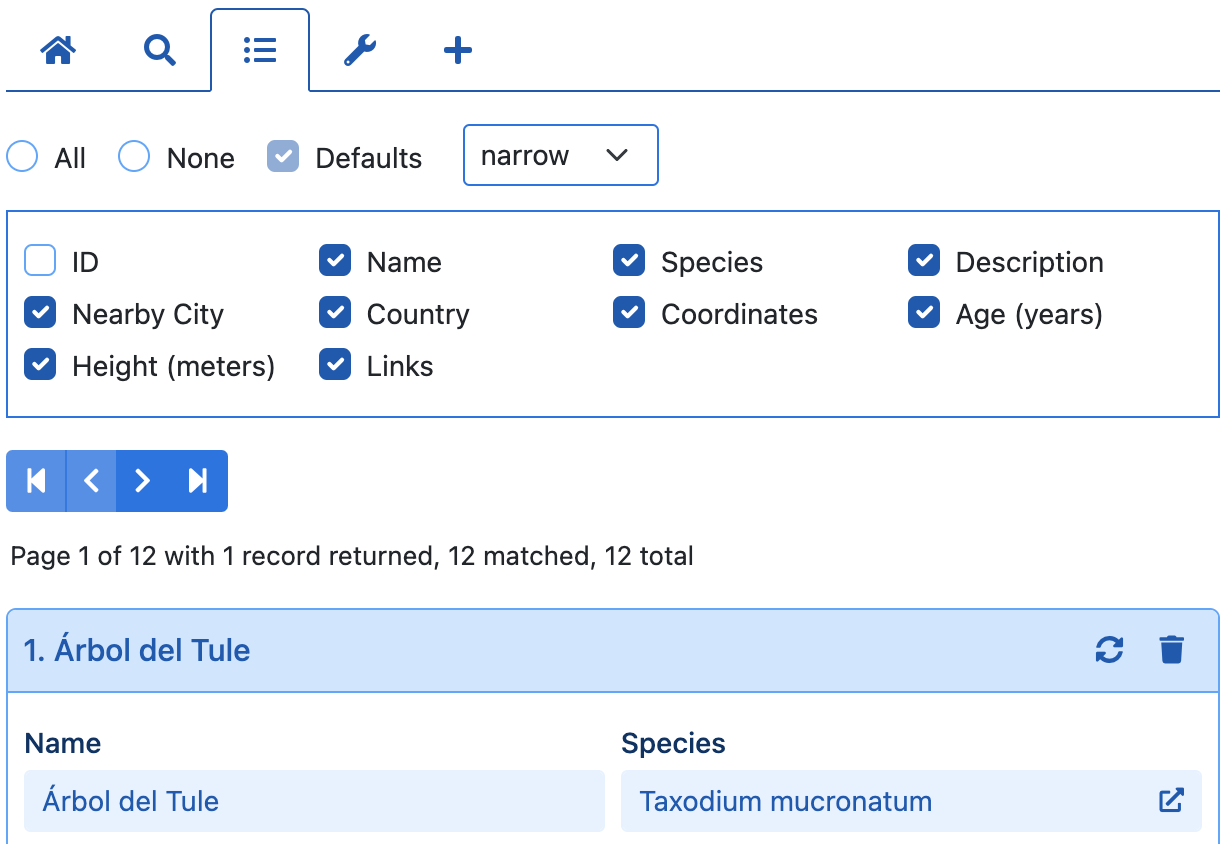 All None Defaults narrow
ID Name Species Description
Nearby City Country Coordinates Age (years)
Height (meters) Links
Page 1 of 12 with 1 record returned, 12 matched, 12 total
1. Árbol del Tule
Name Species
Árbol del Tule Taxodium mucronatum